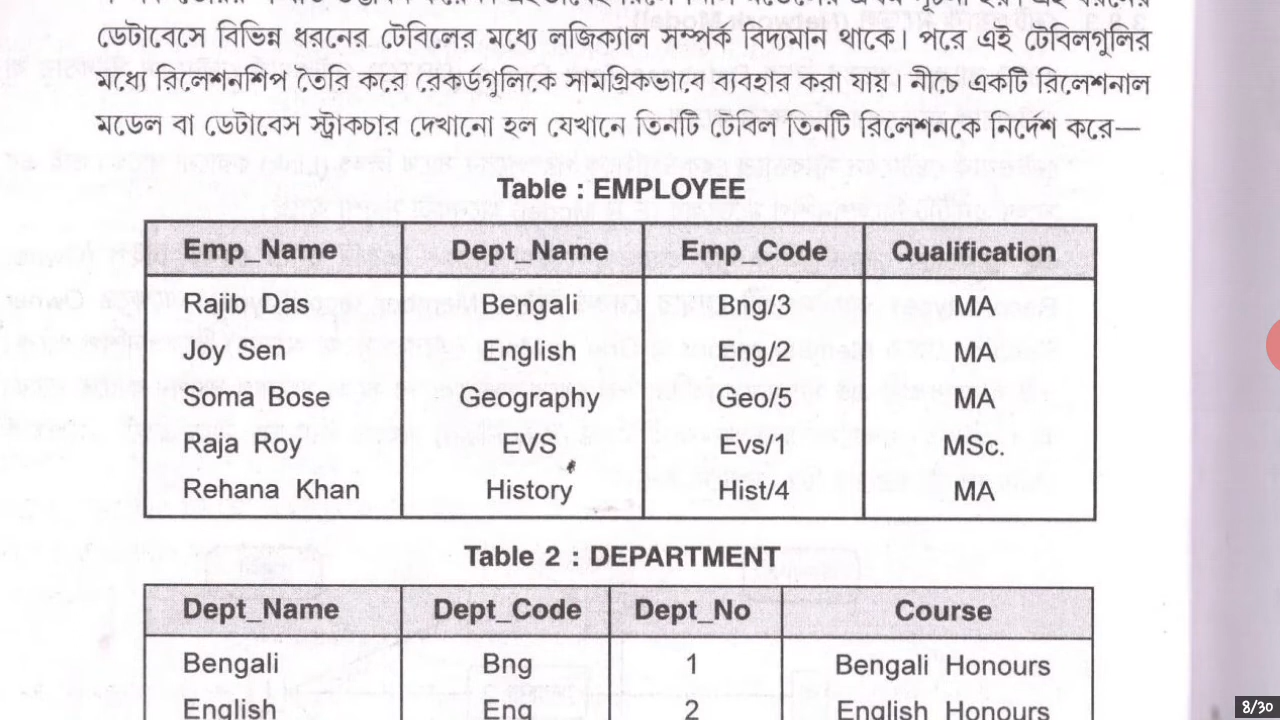 ডেটাবেসে বিভিন্ন ধরনের টেবিলের মধ্যে লজিক্যাল সম্পর্ক বিদ্যমান থাকে। পরে এই টেবিলগুলির
মধ্যে রিলেশনশিপ তৈরি করে রেকর্ডগুলিকে সামগ্রিকভাবে ব্যবহার করা যায়। নীচে একটি রিলেশনাল
মডেল বা ডেটাবেস স্ট্রাকচার দেখানো হল যেখানে তিনটি টেবিল তিনটি রিলেশনকে নির্দেশ করে—
Table : EMPLOYEE
Emp_Name Dept_Name Emp_Code Qualification
Rajib Das Bengali Bng/3 MA
Joy Sen English Eng/2 MA
Soma Bose Geography Geo/5 MA
Raja Roy EVS Evs/1 MSc.
Rehana Khan History Hist/4 MA
Table 2 : DEPARTMENT
Dept_Name Dept_Code Dept_No Course
Bengali Bng 1 Bengali Honours
English Eng 2 English Honours
8/30